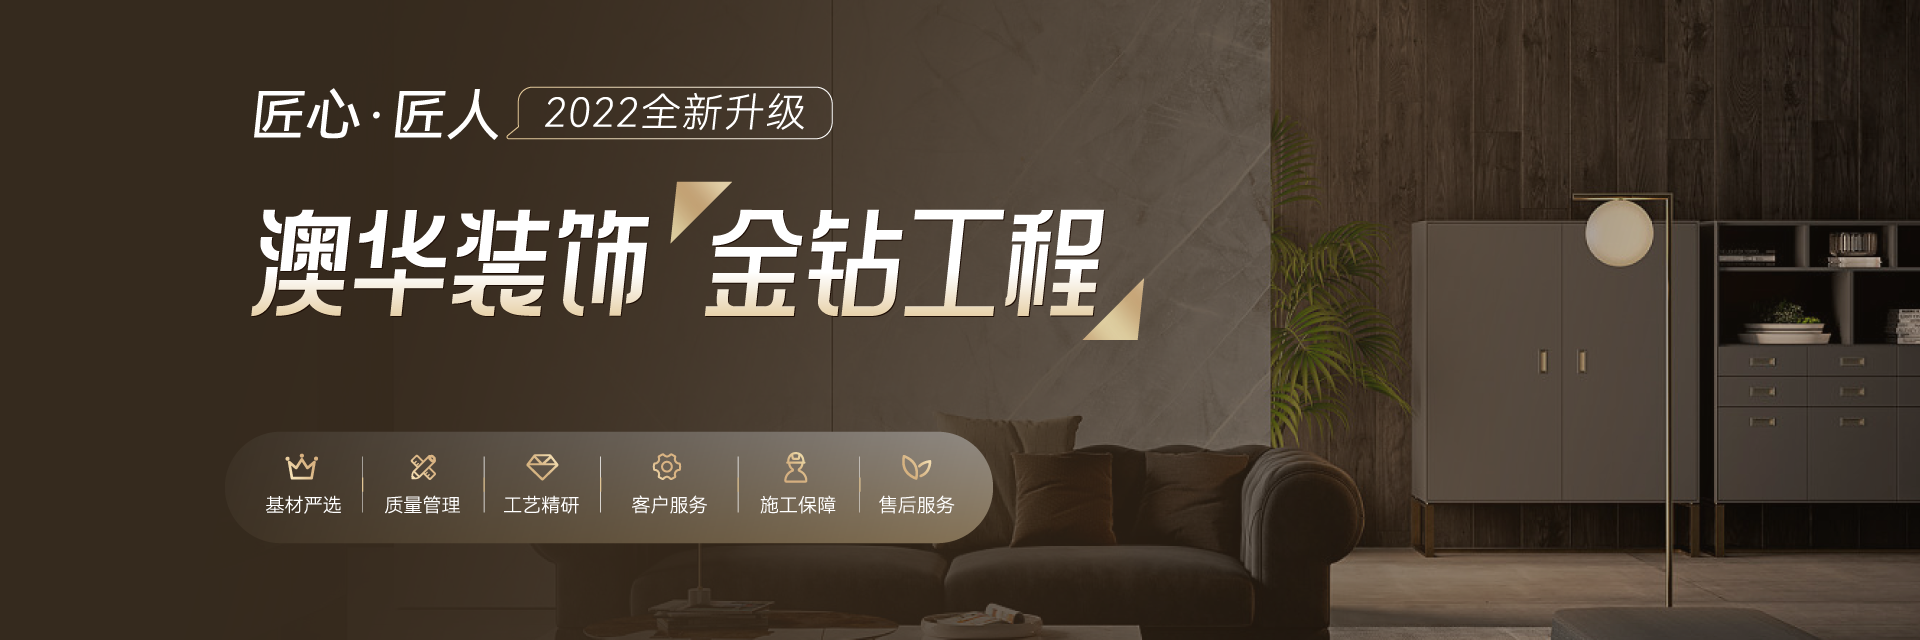 匠心·匠人 2022全新升级
澳华装饰 金钻工程
基材严选 质量管理 工艺精研 客户服务 施工保障 售后服务